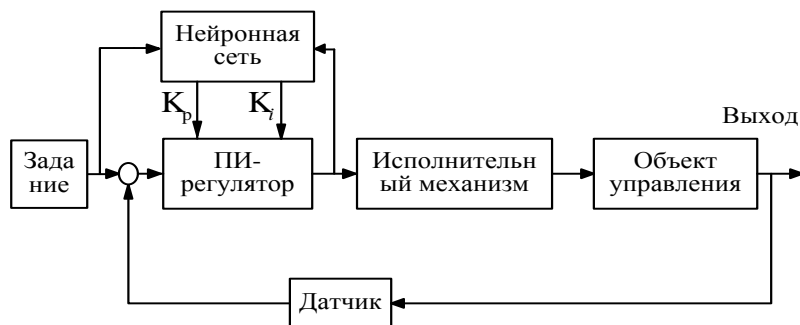 Нейронная
сеть
Kp
Ki
Выход
Зада
ние
ПИ-
регулятор
Исполнительн
ый механизм
Объект
управления
Датчик